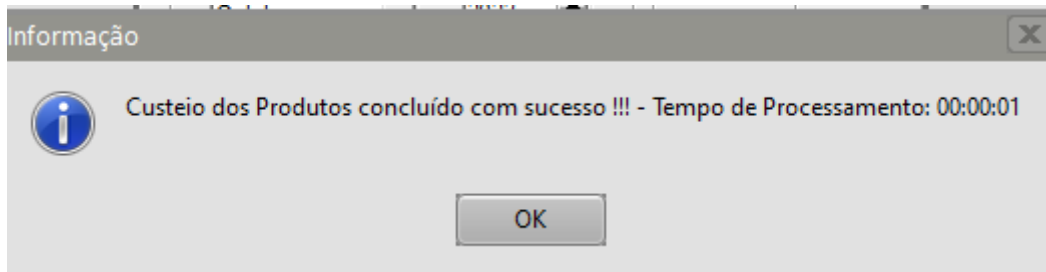 Informação
Custeio dos Produtos concluído com sucesso !!! - Tempo de Processamento: 00:00:01
OK